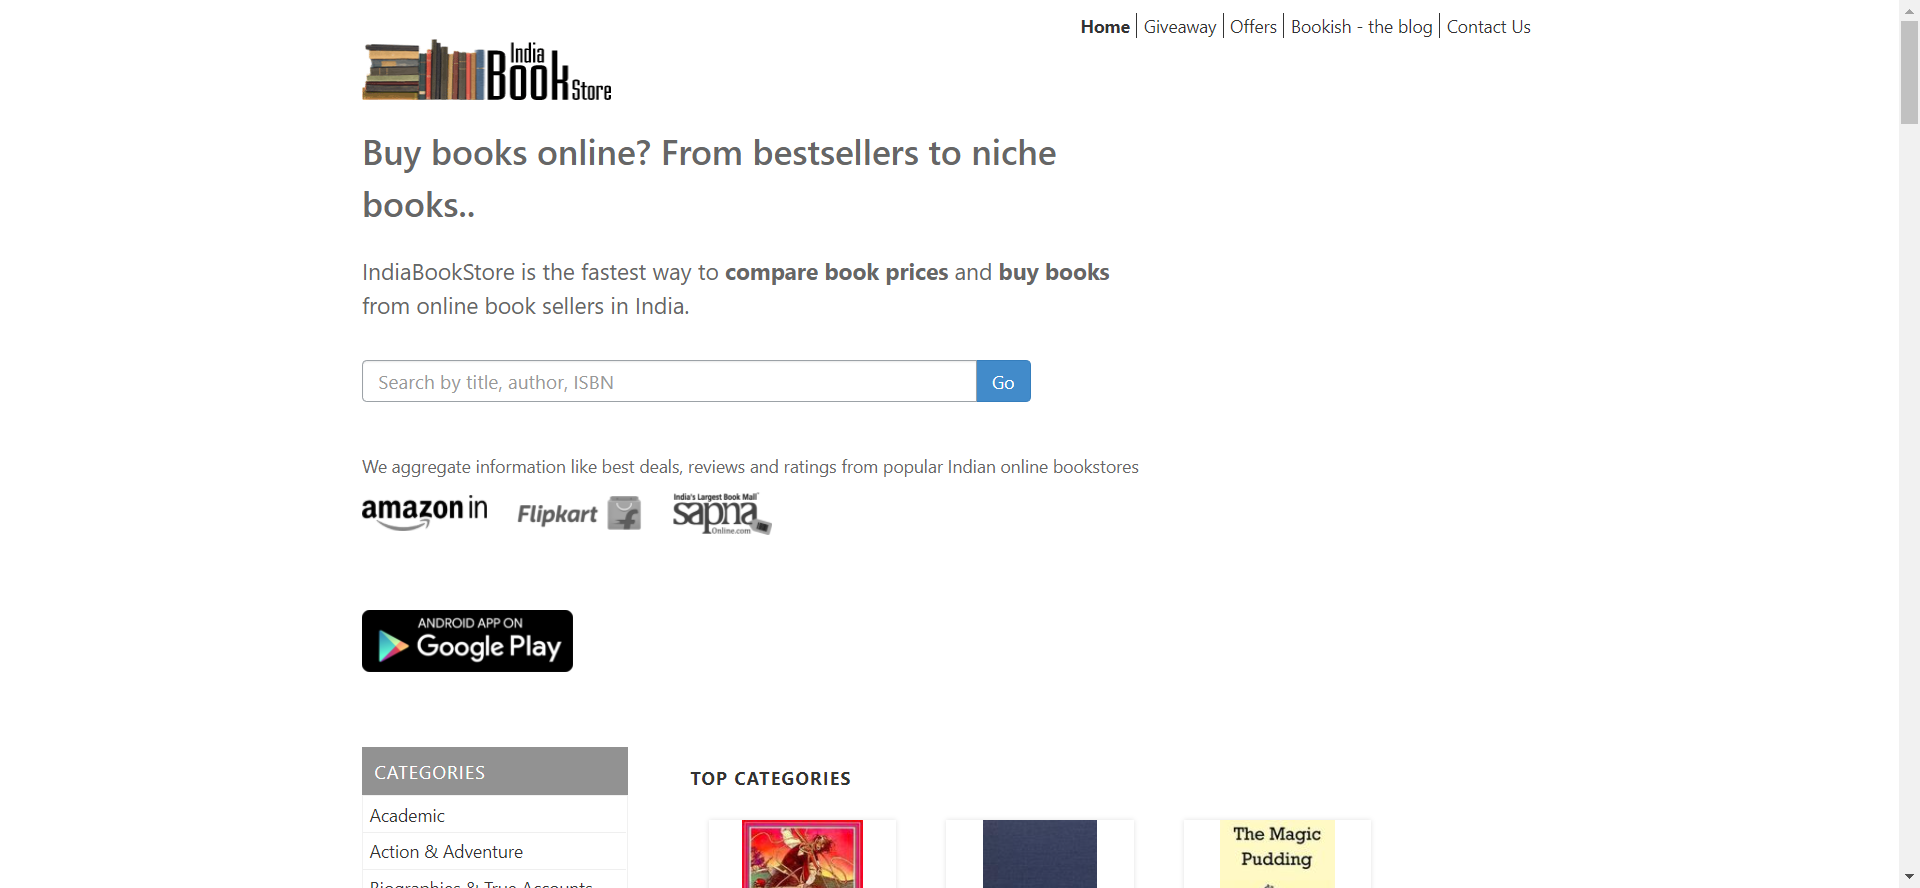 Home Giveaway Offers Bookish - the blog Contact Us
India
Book Store
Buy books online? From bestsellers to niche
books..
IndiaBookStore is the fastest way to compare book prices and buy books
from online book sellers in India.
Search by title, author, ISBN Go
We aggregate information like best deals, reviews and ratings from popular Indian online bookstores
amazon in Flipkart India's Largest Book Mall
sapna
Online.com
ANDROID APP ON
Google Play
CATEGORIES
Academic
Action & Adventure
Biographies & True Accounts
TOP CATEGORIES
The Magic
Pudding